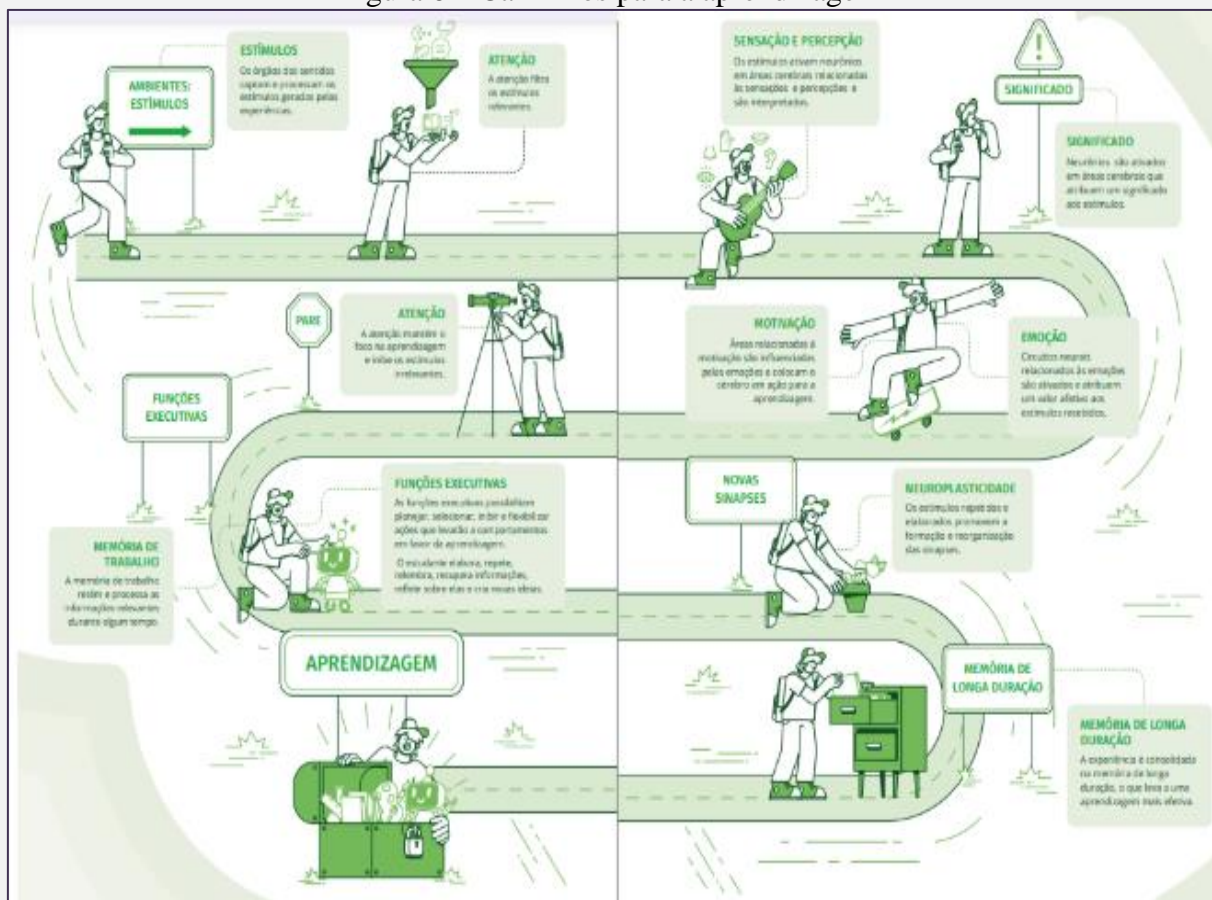 AMBIENTES:
ESTÍMULOS
ESTÍMULOS
Os órgãos dos sentidos
captam e processam os
estímulos gerados pelas
experiências.
ATENÇÃO
A atenção filtra
os estímulos
relevantes.
SENSAÇÃO E PERCEPÇÃO
Os estímulos ativam neurônios
em áreas cerebrais relacionadas
às sensações e percepções e
são interpretados.
SIGNIFICADO
SIGNIFICADO
Neurônios são ativados
em áreas cerebrais que
atribuem um significado
aos estímulos.
EMOÇÃO
Circuitos neurais
relacionados às emoções
são ativados e atribuem
um valor afetivo aos
estímulos recebidos.
MOTIVAÇÃO
Áreas relacionadas à
motivação são influenciadas
pelas emoções e colocam o
cérebro em ação para a
aprendizagem.
ATENÇÃO
A atenção mantém o
foco na aprendizagem
e inibe os estímulos
irrelevantes.
PARE
FUNÇÕES
EXECUTIVAS
MEMÓRIA DE
TRABALHO
A memória de trabalho
retém e processa as
informações relevantes
durante algum tempo.
FUNÇÕES EXECUTIVAS
As funções executivas possibilitam
planejar, selecionar, inibir e flexibilizar
ações que levarão a comportamentos
em favor da aprendizagem.
O estudante elabora, repete,
relembra, recupera informações,
reflete sobre elas e cria novas ideias.
NOVAS
SINAPSES
NEUROPLASTICIDADE
Os estímulos repetidos e
elaborados promovem a
formação e reorganização
das sinapses.
MEMÓRIA DE
LONGA DURAÇÃO
MEMÓRIA DE LONGA
DURAÇÃO
A experiência é consolidada
na memória de longa
duração, o que leva a uma
aprendizagem mais efetiva.
APRENDIZAGEM